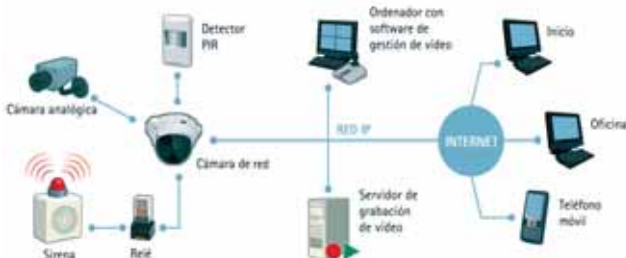 Detector
PIR
Ordenador con
software de
gestión de vídeo
Inicio
Cámara analógica
RED IP
INTERNET
Oficina
Cámara de red
Servidor de
grabación
de vídeo
Teléfono
móvil
Sirena
Relé